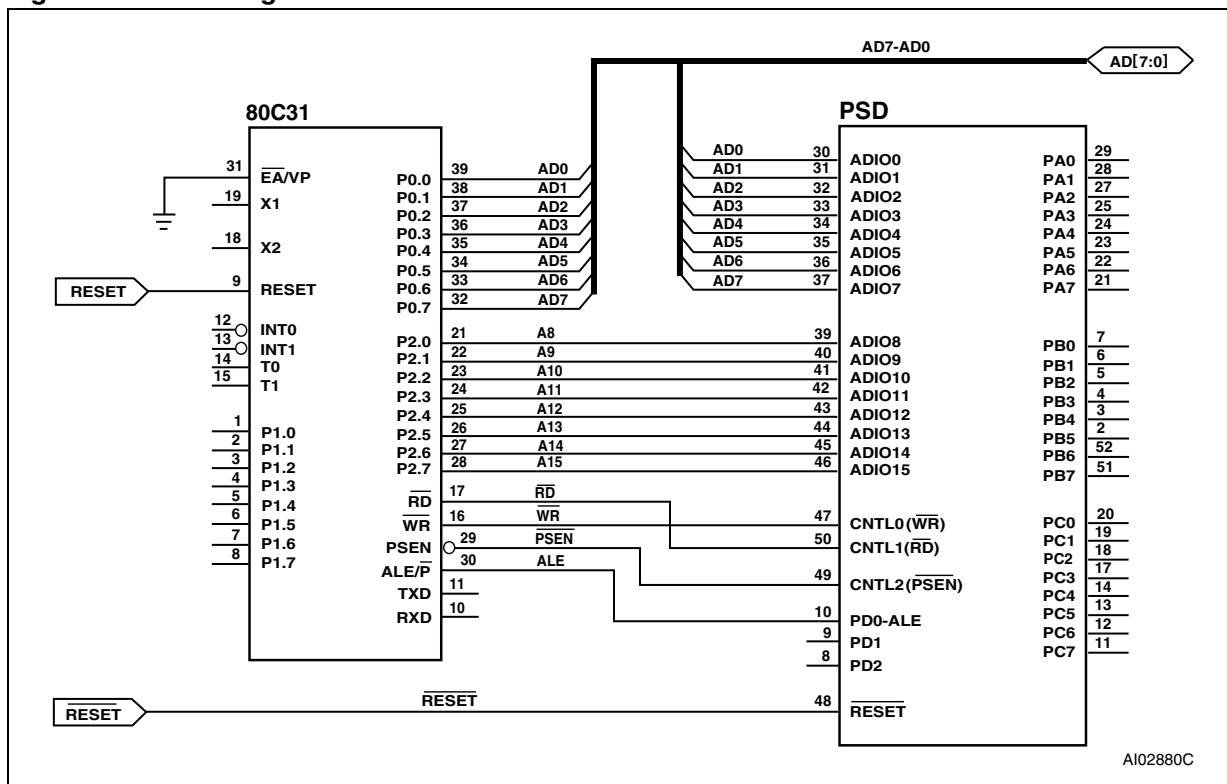 AD7-AD0
AD[7:0]
80C31
PSD
31
EA/VP
19
X1
18
X2
RESET
9
RESET
12
INT0
13
INT1
14
T0
15
T1
1
P1.0
2
P1.1
3
P1.2
4
P1.3
5
P1.4
6
P1.5
7
P1.6
8
P1.7
P0.0 39 AD0
P0.1 38 AD1
P0.2 37 AD2
P0.3 36 AD3
P0.4 35 AD4
P0.5 34 AD5
P0.6 33 AD6
P0.7 32 AD7
P2.0 21 A8
P2.1 22 A9
P2.2 23 A10
P2.3 24 A11
P2.4 25 A12
P2.5 26 A13
P2.6 27 A14
P2.7 28 A15
RD 17 RD
WR 16 WR
PSEN 29 PSEN
ALE/P 30 ALE
TXD 11
RXD 10
AD0 30 ADIO0
AD1 31 ADIO1
AD2 32 ADIO2
AD3 33 ADIO3
AD4 34 ADIO4
AD5 35 ADIO5
AD6 36 ADIO6
AD7 37 ADIO7
39 ADIO8
40 ADIO9
41 ADIO10
42 ADIO11
43 ADIO12
44 ADIO13
45 ADIO14
46 ADIO15
47 CNTL0(WR)
50 CNTL1(RD)
49 CNTL2(PSEN)
10 PD0-ALE
9 PD1
8 PD2
48 RESET
PA0 29
PA1 28
PA2 27
PA3 25
PA4 24
PA5 23
PA6 22
PA7 21
PB0 7
PB1 6
PB2 5
PB3 4
PB4 3
PB5 2
PB6 52
PB7 51
PC0 20
PC1 19
PC2 18
PC3 17
PC4 14
PC5 13
PC6 12
PC7 11
RESET
RESET
AI02880C